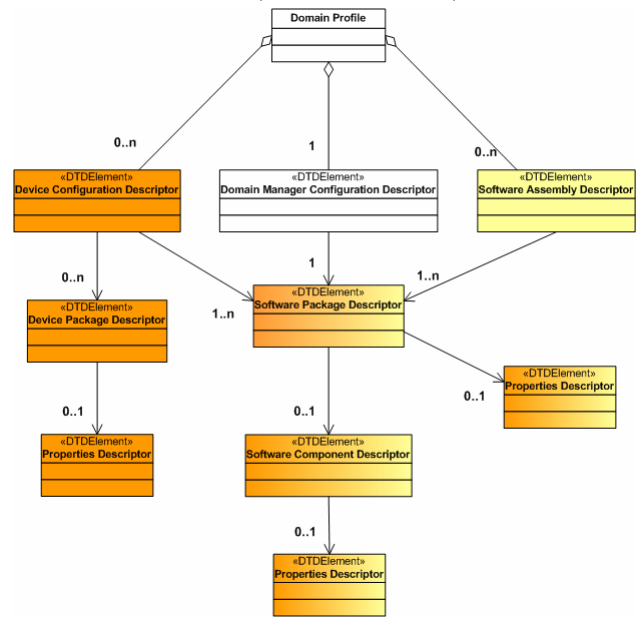 Domain Profile
0..n
1
0..n
«DTDElement»
Device Configuration Descriptor
«DTDElement»
Domain Manager Configuration Descriptor
«DTDElement»
Software Assembly Descriptor
0..n
1
1..n
1..n
«DTDElement»
Device Package Descriptor
«DTDElement»
Software Package Descriptor
0..1
0..1
0..1
«DTDElement»
Properties Descriptor
«DTDElement»
Properties Descriptor
«DTDElement»
Software Component Descriptor
0..1
«DTDElement»
Properties Descriptor